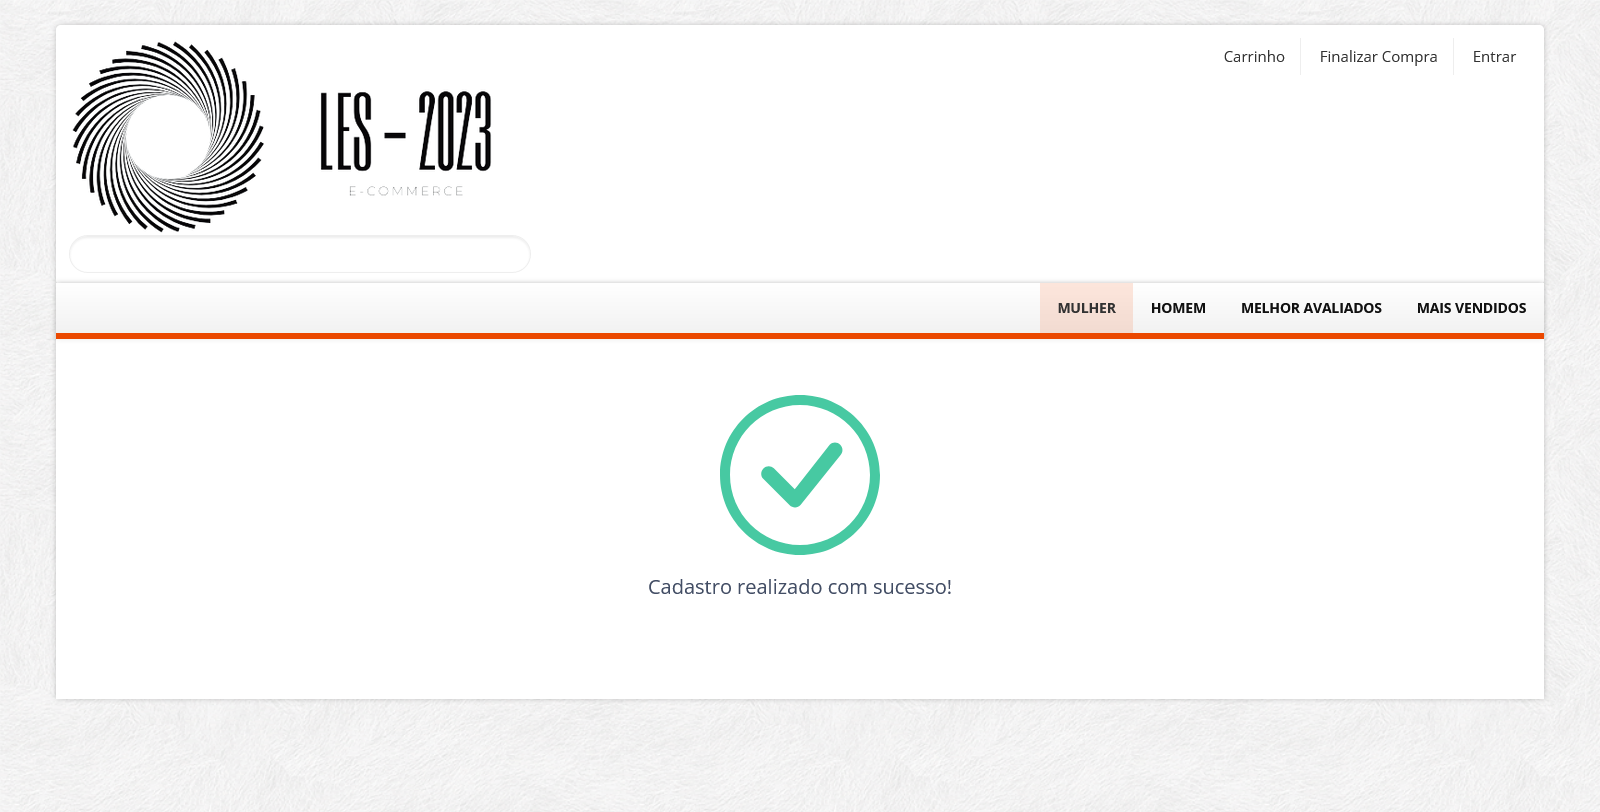 Carrinho
Finalizar Compra
Entrar
LES - 2023
E-COMMERCE
MULHER
HOMEM
MELHOR AVALIADOS
MAIS VENDIDOS
Cadastro realizado com sucesso!